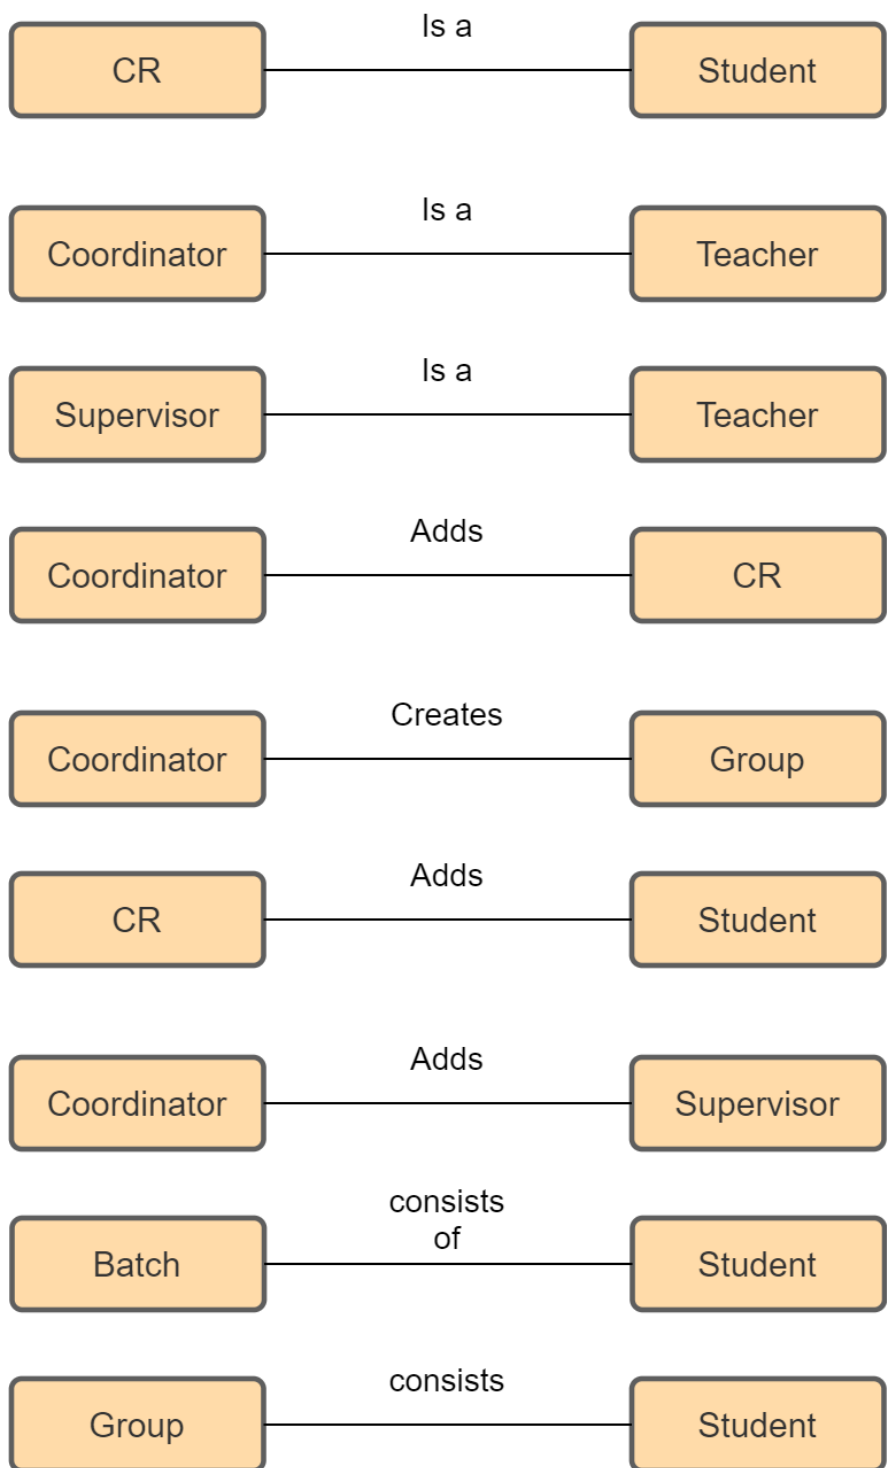 Is a
CR Student
Is a
Coordinator Teacher
Is a
Supervisor Teacher
Adds
Coordinator CR
Creates
Coordinator Group
Adds
CR Student
Adds
Coordinator Supervisor
consists
of
Batch Student
consists
Group Student